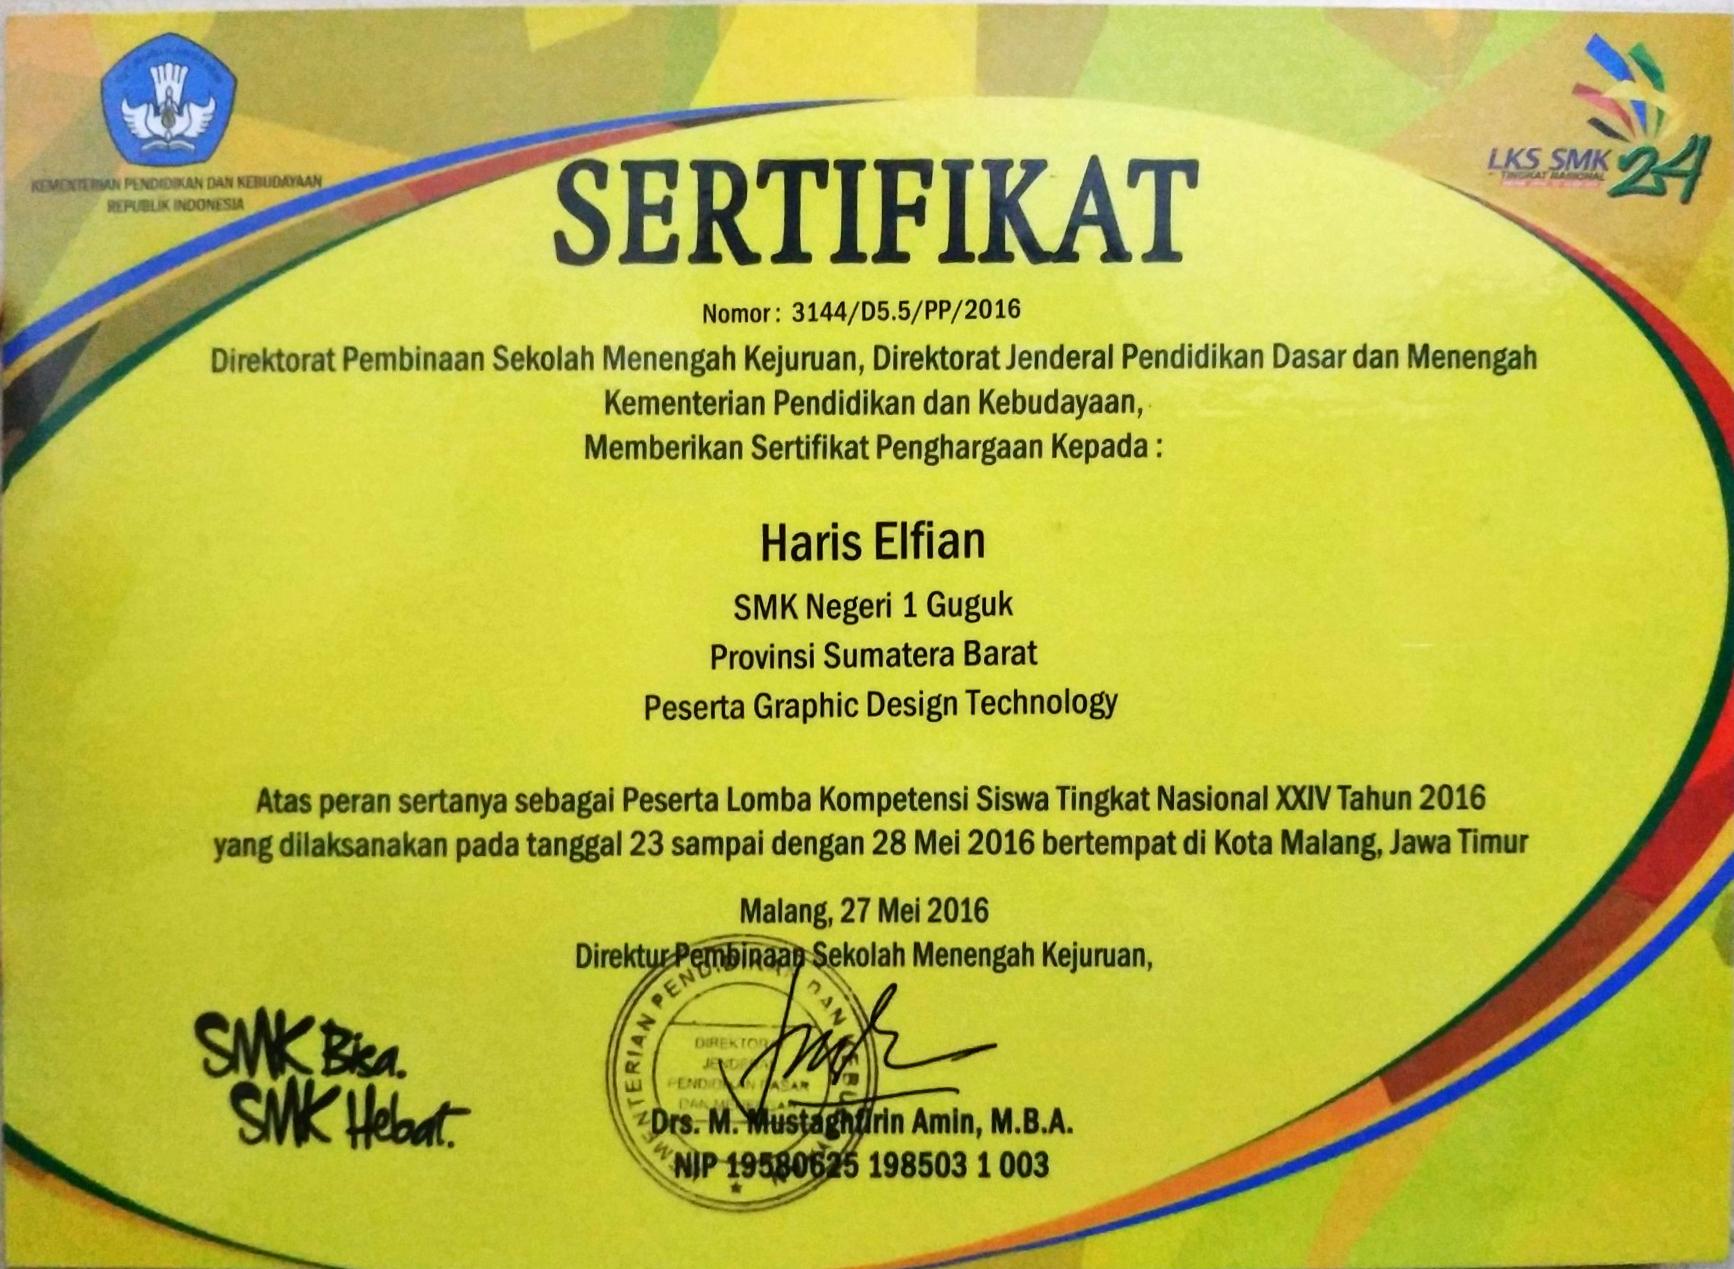 KEMENTERIAN PENDIDIKAN DAN KEBUDAYAAN
REPUBLIK INDONESIA
LKS SMK 24
TINGKAT NASIONAL
SERTIFIKAT
Nomor : 3144/D5.5/PP/2016
Direktorat Pembinaan Sekolah Menengah Kejuruan, Direktorat Jenderal Pendidikan Dasar dan Menengah
Kementerian Pendidikan dan Kebudayaan,
Memberikan Sertifikat Penghargaan Kepada :
Haris Elfian
SMK Negeri 1 Guguk
Provinsi Sumatera Barat
Peserta Graphic Design Technology
Atas peran sertanya sebagai Peserta Lomba Kompetensi Siswa Tingkat Nasional XXIV Tahun 2016
yang dilaksanakan pada tanggal 23 sampai dengan 28 Mei 2016 bertempat di Kota Malang, Jawa Timur
Malang, 27 Mei 2016
Direktur Pembinaan Sekolah Menengah Kejuruan,
KEMENTERIAN PENDIDIKAN DAN
DIREKTORAT
JENDERAL
PENDIDIKAN DASAR
DAN MENENGAH
Drs. M. Mustaghfirin Amin, M.B.A.
NIP 19580625 198503 1 003
SMK Bisa.
SMK Hebat.